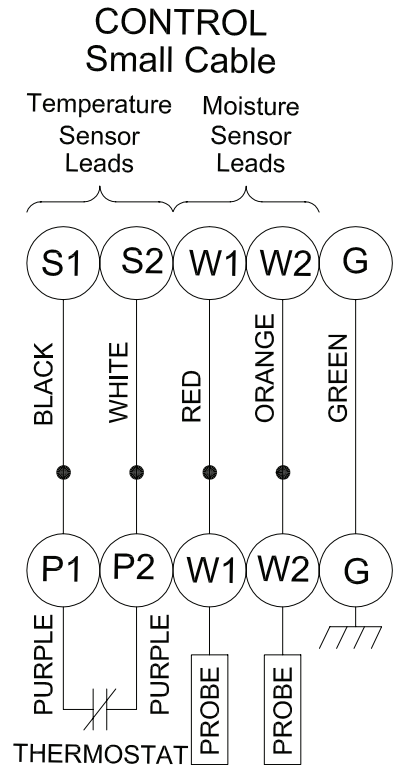 CONTROL
Small Cable
Temperature
Sensor
Leads
Moisture
Sensor
Leads
S1 S2 W1 W2 G
BLACK
WHITE
RED
ORANGE
GREEN
P1 P2 W1 W2 G
PURPLE
PURPLE
PROBE
PROBE
THERMOSTAT